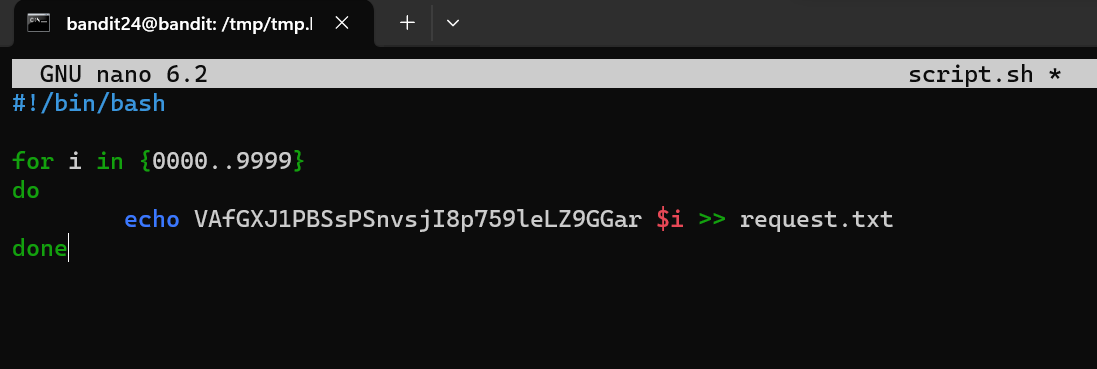 bandit24@bandit: /tmp/tmp.l
GNU nano 6.2 script.sh *
#!/bin/bash
for i in {0000..9999}
do
echo VAfGXJ1PBSsPSnvsjI8p759leLZ9GGar $i >> request.txt
done